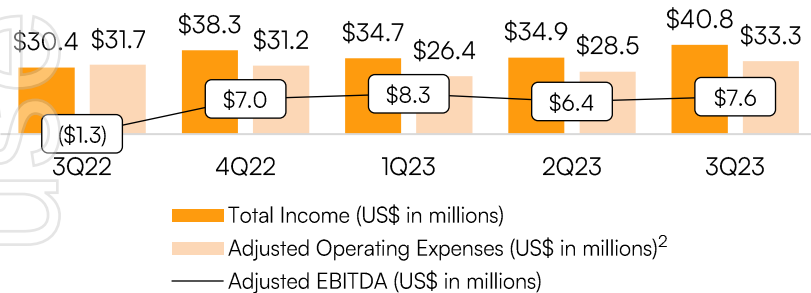 $30.4 $31.7 $38.3 $31.2 $34.7 $26.4 $34.9 $28.5 $40.8 $33.3
($1.3) $7.0 $8.3 $6.4 $7.6
3Q22 4Q22 1Q23 2Q23 3Q23
Total Income (US$ in millions)
Adjusted Operating Expenses (US$ in millions)²
Adjusted EBITDA (US$ in millions)